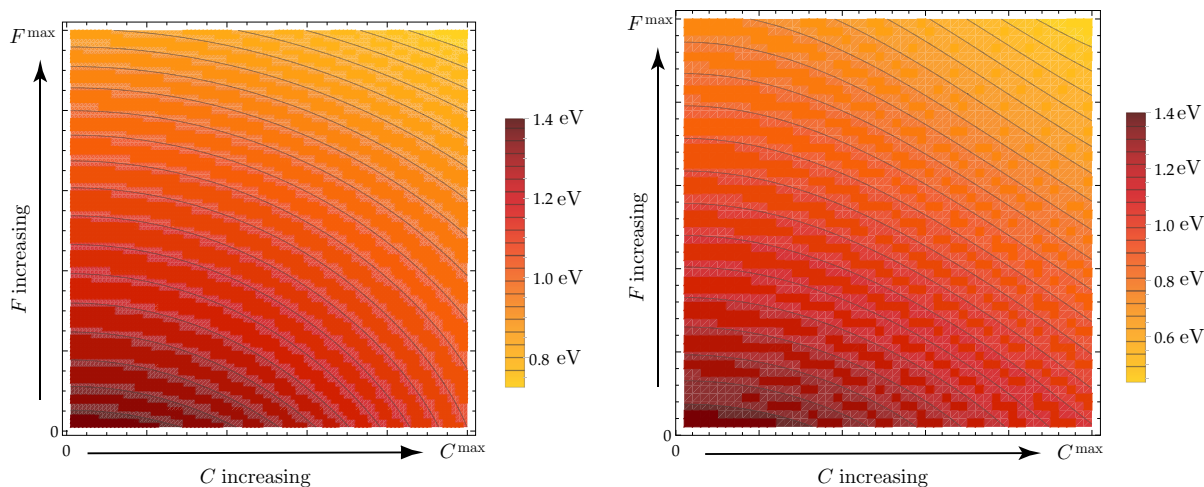 F max
1.4 eV
1.2 eV
1.0 eV
0.8 eV
F increasing
0
0
C max
C increasing
F max
1.4 eV
1.2 eV
1.0 eV
0.8 eV
0.6 eV
F increasing
0
0
C max
C increasing